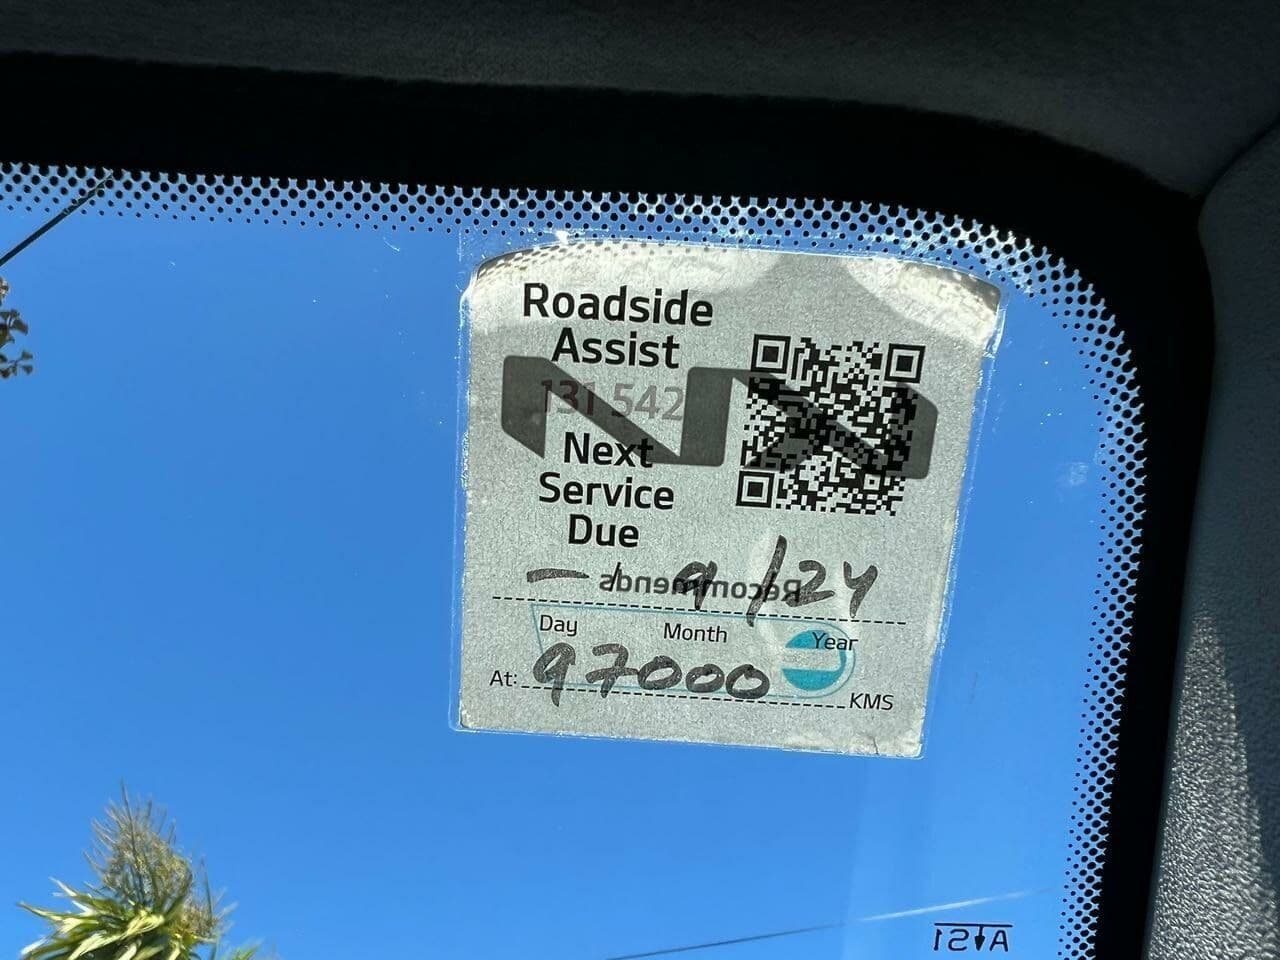 Roadside
Assist
131 542
Next
Service
Due
— / 9 / 24
Recommends
Day Month Year
At: 97000 KMS
AS1